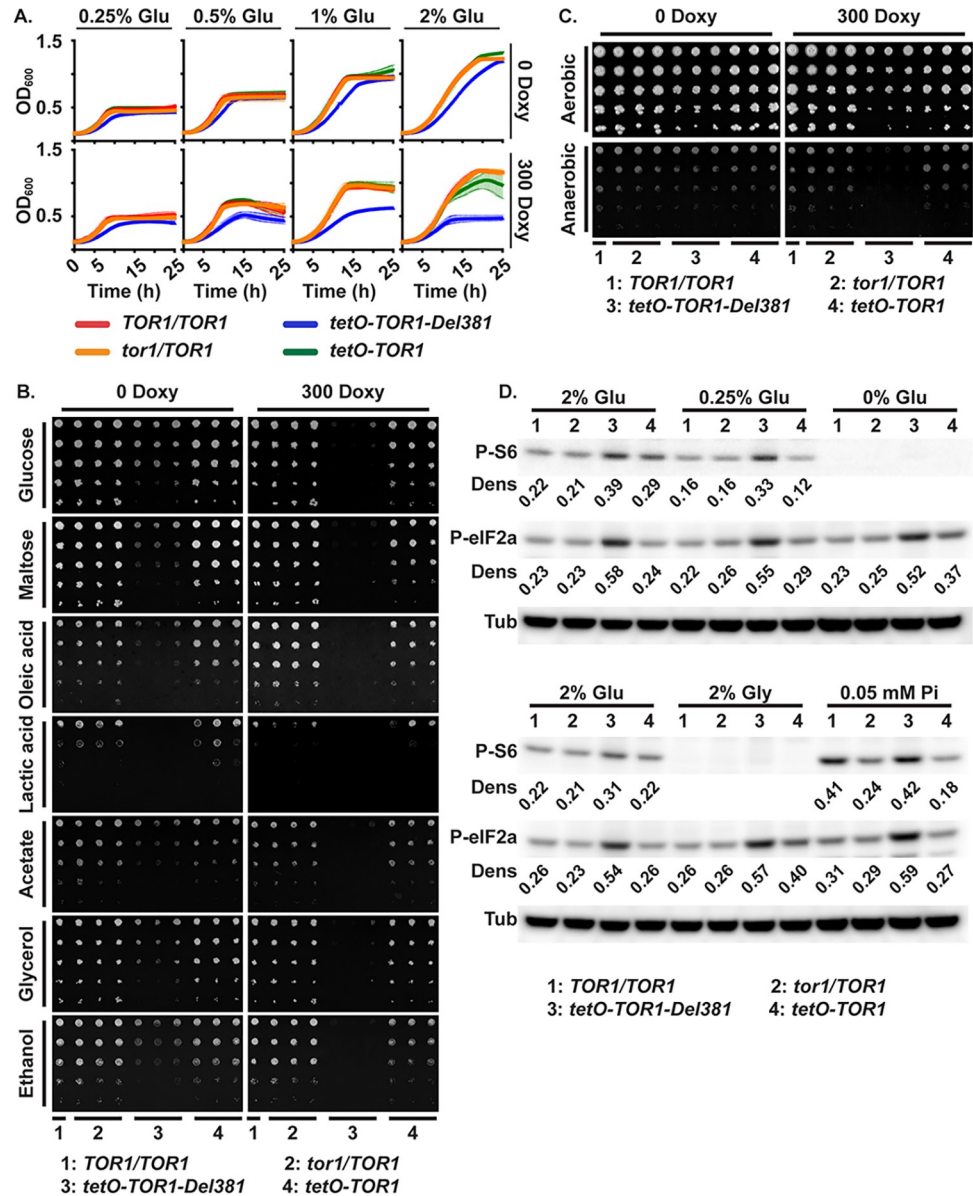 A.
0.25% Glu 0.5% Glu 1% Glu 2% Glu
OD600
1.5
0.5
0 Doxy
OD600
1.5
0.5
300 Doxy
0 5 15 25 5 15 25 5 15 25 5 15 25
Time (h) Time (h) Time (h) Time (h)
TOR1/TOR1 tetO-TOR1-Del381
tor1/TOR1 tetO-TOR1
B.
0 Doxy 300 Doxy
Glucose
Maltose
Oleic acid
Lactic acid
Acetate
Glycerol
Ethanol
1 2 3 4 1 2 3 4
1: TOR1/TOR1 2: tor1/TOR1
3: tetO-TOR1-Del381 4: tetO-TOR1
C.
0 Doxy 300 Doxy
Aerobic
Anaerobic
1 2 3 4 1 2 3 4
1: TOR1/TOR1 2: tor1/TOR1
3: tetO-TOR1-Del381 4: tetO-TOR1
D.
2% Glu 0.25% Glu 0% Glu
1 2 3 4 1 2 3 4 1 2 3 4
P-S6
Dens 0.22 0.21 0.39 0.29 0.16 0.16 0.33 0.12
P-eIF2a
Dens 0.23 0.23 0.58 0.24 0.22 0.26 0.55 0.29 0.23 0.25 0.52 0.37
Tub
2% Glu 2% Gly 0.05 mM Pi
1 2 3 4 1 2 3 4 1 2 3 4
P-S6
Dens 0.22 0.21 0.31 0.22 0.41 0.24 0.42 0.18
P-eIF2a
Dens 0.26 0.23 0.54 0.26 0.26 0.26 0.57 0.40 0.31 0.29 0.59 0.27
Tub
1: TOR1/TOR1 2: tor1/TOR1
3: tetO-TOR1-Del381 4: tetO-TOR1